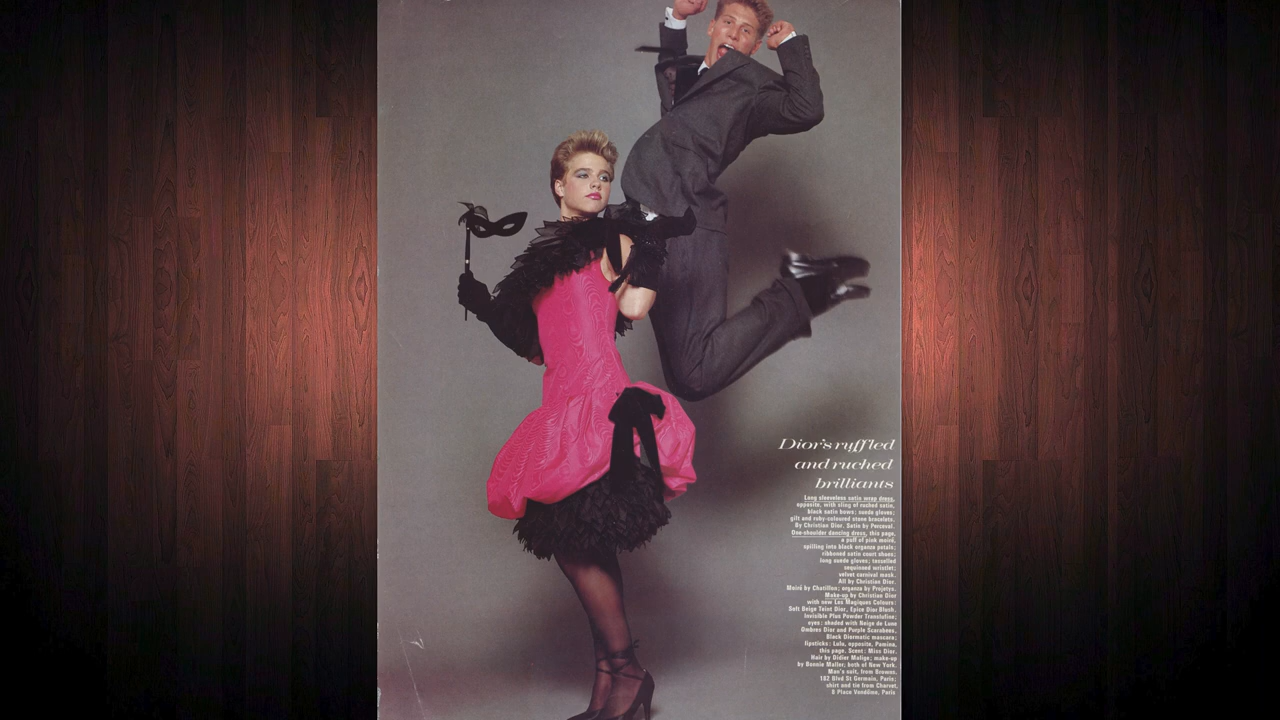 Dior's ruffled
and ruched
brilliants
Long sleeveless satin wrap dress,
opposite, with sling of ruched satin,
black satin bows; suede gloves;
gilt and ruby-coloured stone bracelets.
By Christian Dior. Satin by Perceval.
One-shoulder dancing dress, this page,
a puff of pink moiré,
spilling into black organza petals;
ribboned satin court shoes;
long suede gloves; tasselled
sequinned wristlet;
velvet carnival mask.
All by Christian Dior.
Moiré by Chatillon; organza by Projetys.
Make-up by Christian Dior
with new Les Magiques Colours:
Soft Beige Teint Dior, Epice Dior Blush,
Invisible Plus Powder Translucine,
eyes: shaded with Neige de Lune
Ombres Dior and Purple Scarabees,
Black Diormatic mascara;
lipsticks: Lulu, opposite, Pamina,
this page. Scent: Miss Dior.
Hair by Didier Malige; make-up
by Bonnie Maller; both of New York.
Man's suit, from Browns,
182 Blvd St Germain, Paris;
shirt and tie from Charvet,
8 Place Vendôme, Paris